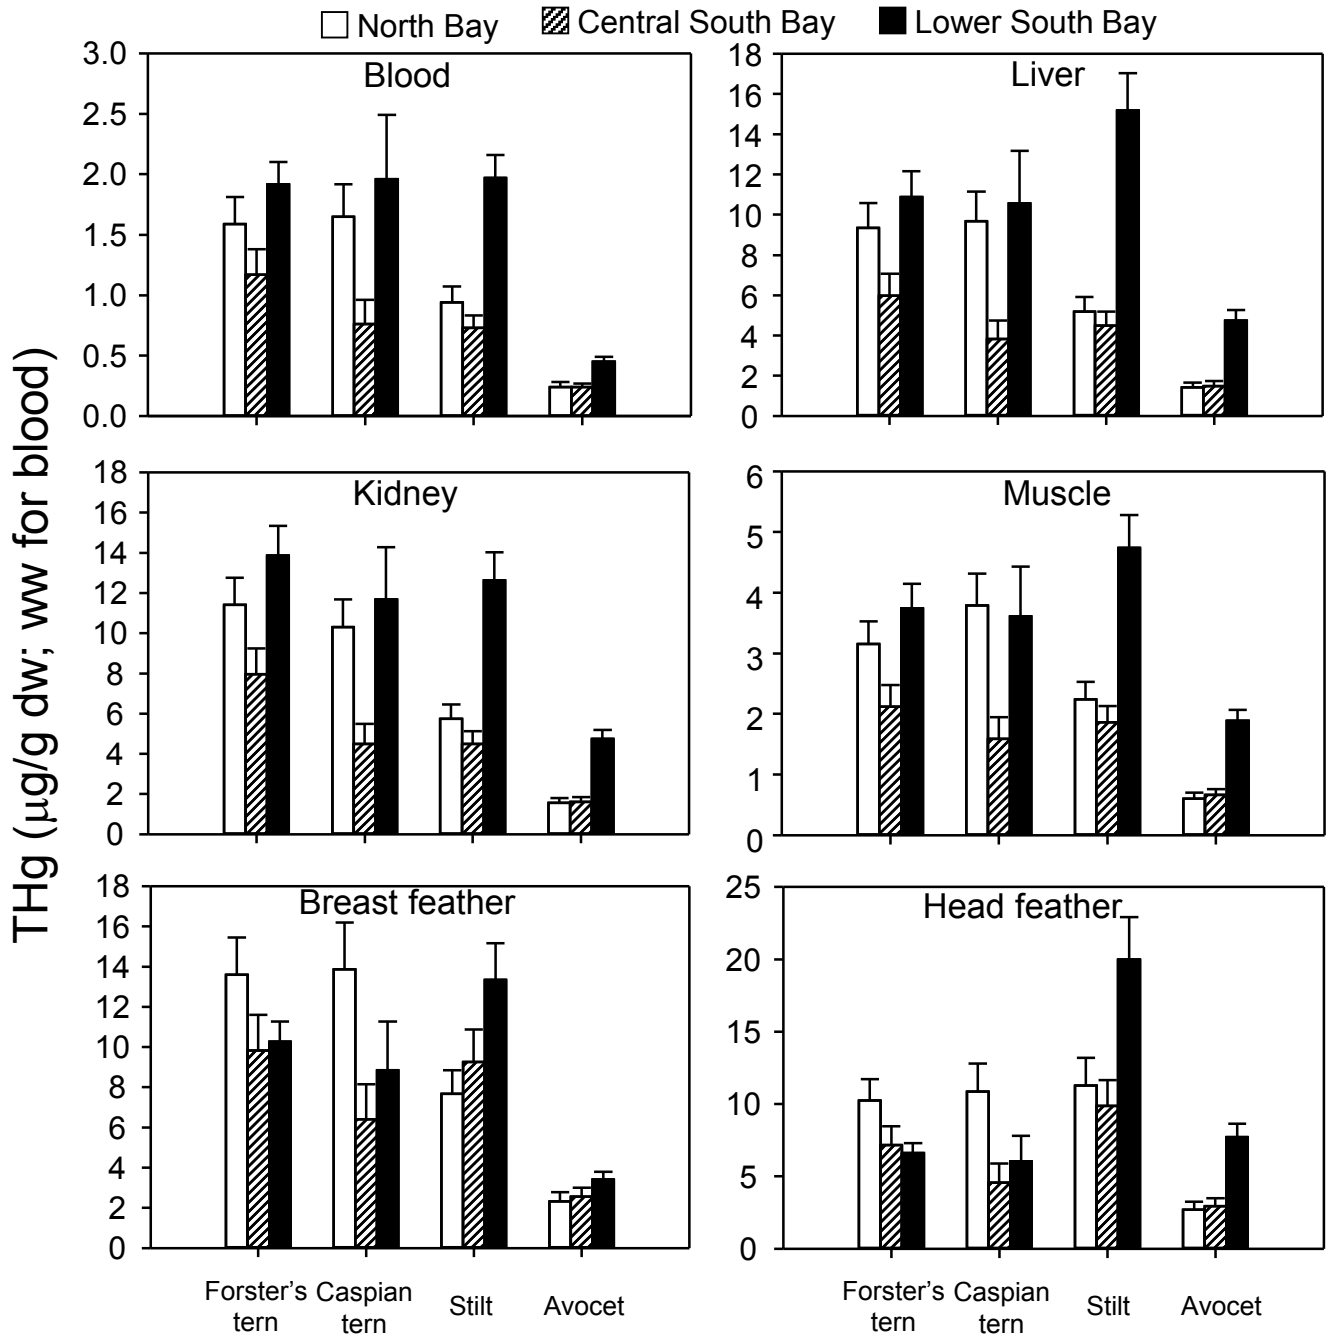 North Bay Central South Bay Lower South Bay
THg (µg/g dw; ww for blood)
Blood
3.0
2.5
2.0
1.5
1.0
0.5
0.0
Liver
18
16
14
12
10
8
6
4
2
0
Kidney
18
16
14
12
10
8
6
4
2
0
Muscle
6
5
4
3
2
1
0
Breast feather
18
16
14
12
10
8
6
4
2
0
Head feather
25
20
15
10
5
0
Forster's
tern
Caspian
tern
Stilt
Avocet
Forster's
tern
Caspian
tern
Stilt
Avocet